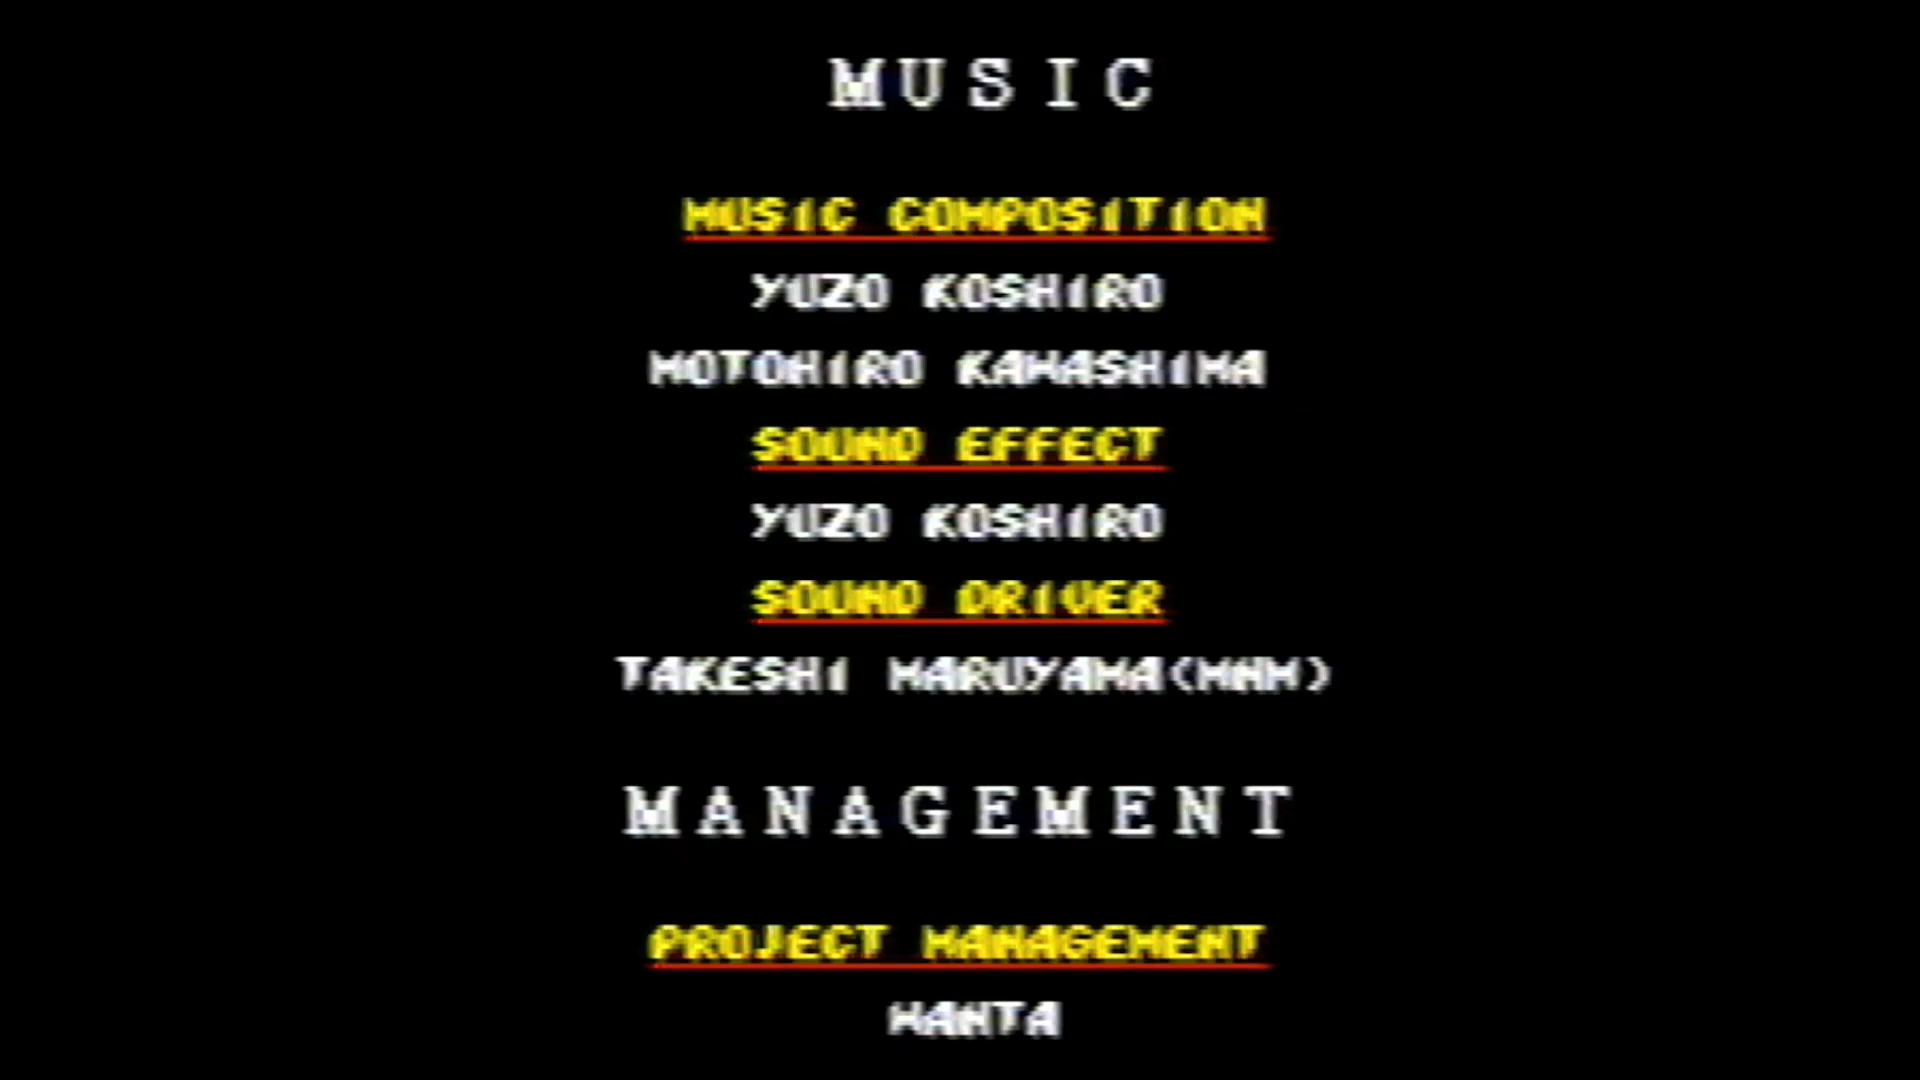 MUSIC
MUSIC COMPOSITION
YUZO KOSHIRO
MOTOHIRO KAWASHIMA
SOUND EFFECT
YUZO KOSHIRO
SOUND DRIVER
TAKESHI MARUYAMA(MNM)
MANAGEMENT
PROJECT MANAGEMENT
WANTA